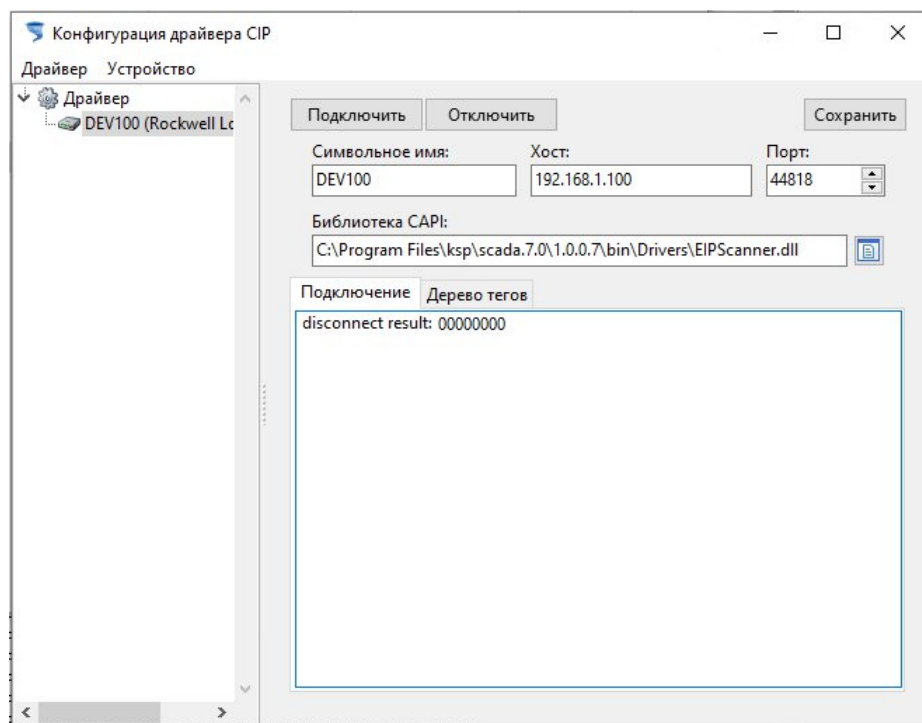 Конфигурация драйвера CIP
Драйвер Устройство
Драйвер
DEV100 (Rockwell Lc
Подключить Отключить Сохранить
Символьное имя: Хост: Порт:
DEV100 192.168.1.100 44818
Библиотека CAPI:
C:\Program Files\ksp\scada.7.0\1.0.0.7\bin\Drivers\EIPScanner.dll
Подключение Дерево тегов
disconnect result: 00000000